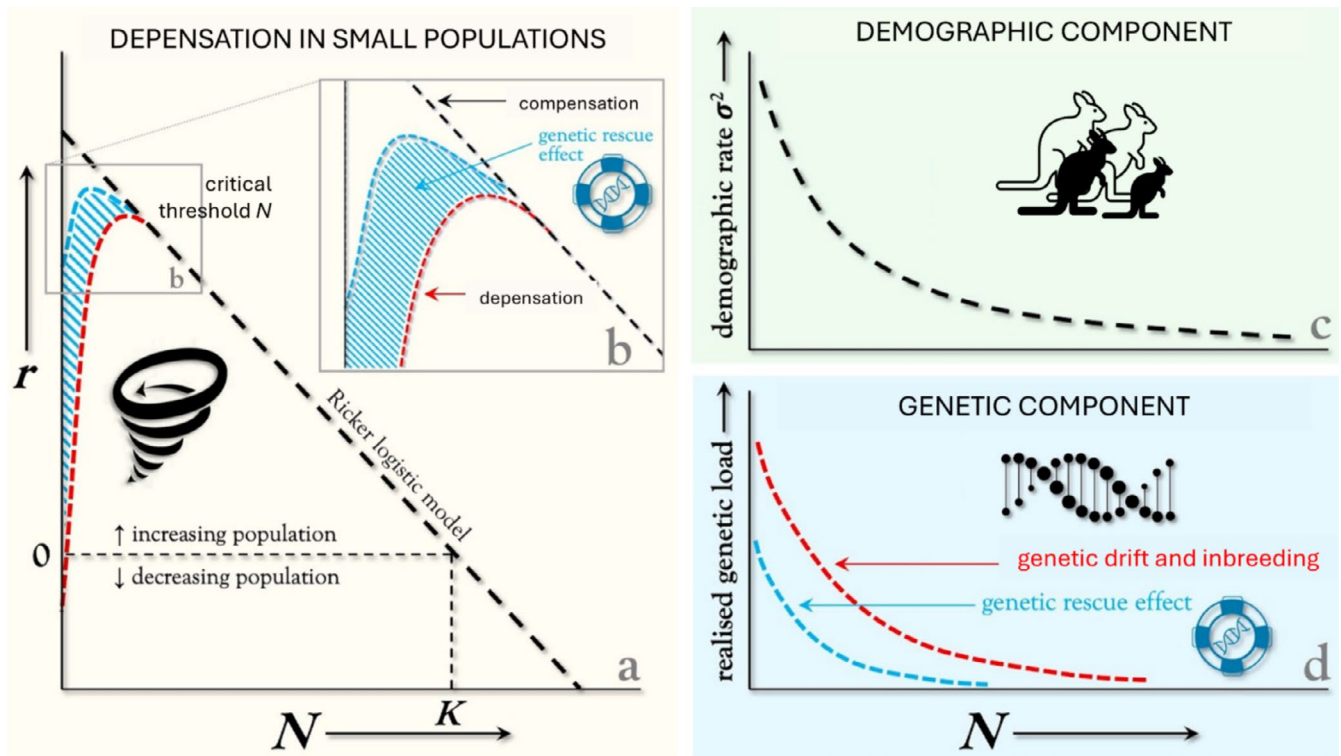 DEPENSATION IN SMALL POPULATIONS
compensation
genetic rescue
effect
critical
threshold N
b
depensation
b
r
Ricker logistic model
↑ increasing population
0
↓ decreasing population
a
K
N
DEMOGRAPHIC COMPONENT
demographic rate σ²
c
GENETIC COMPONENT
realised genetic load
genetic drift and inbreeding
genetic rescue effect
d
N